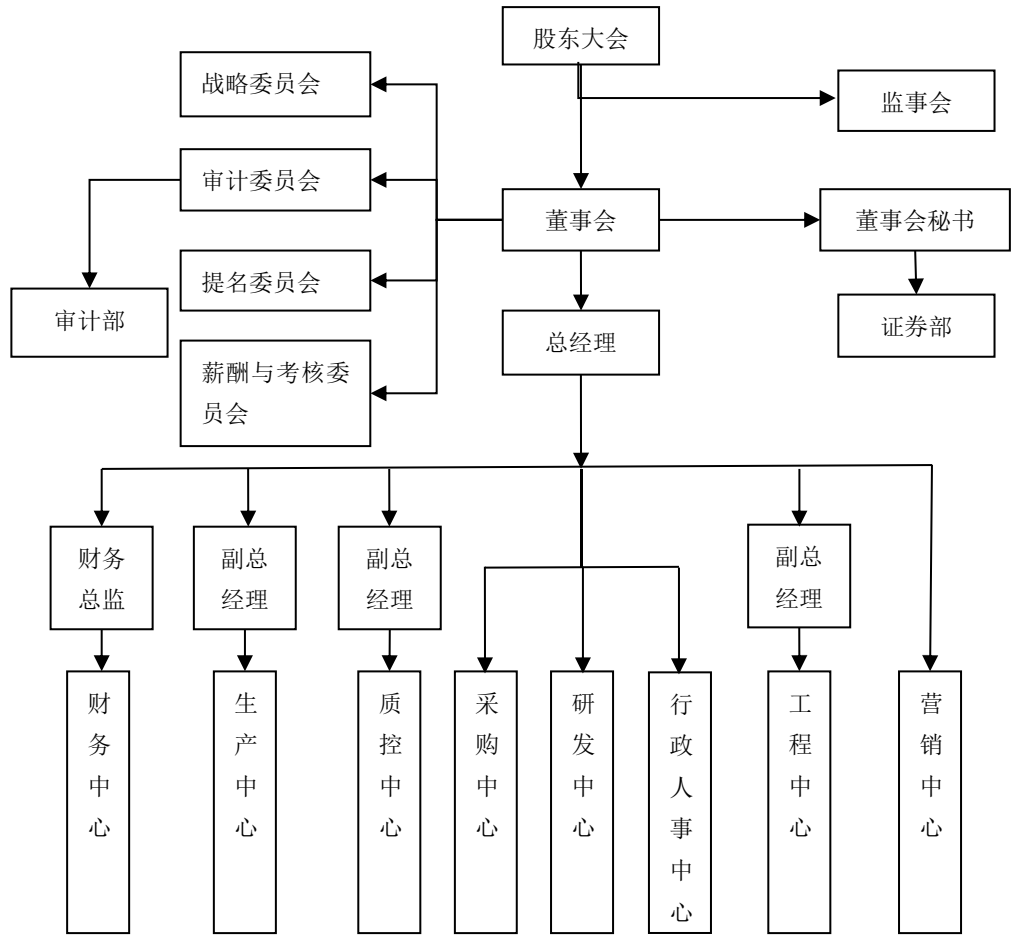 股东大会
战略委员会
监事会
审计委员会
董事会
董事会秘书
提名委员会
审计部
证券部
总经理
薪酬与考核委
员会
财务
总监
副总
经理
副总
经理
副总
经理
财务中心
生产中心
质控中心
采购中心
研发中心
行政人事中心
工程中心
营销中心